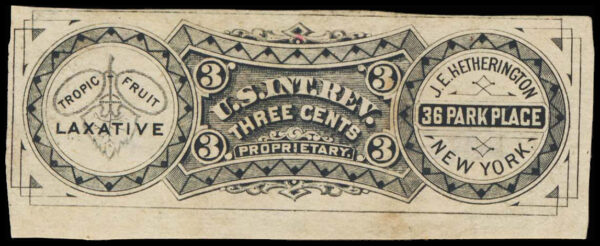 TROPIC FRUIT
LAXATIVE
3 3
U.S. INT. REV.
THREE CENTS
3 3
PROPRIETARY.
J.E. HETHERINGTON
36 PARK PLACE
NEW YORK.